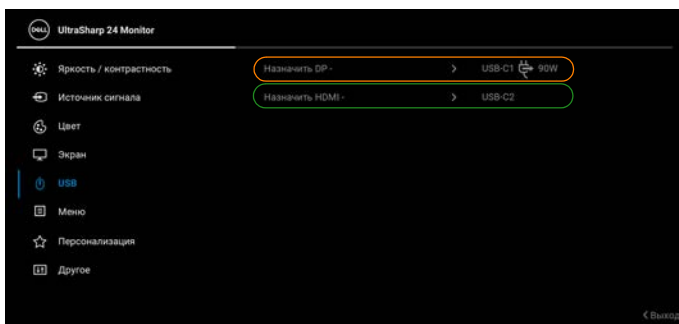 DELL UltraSharp 24 Monitor
Яркость / контрастность
Назначить DP - > USB-C1 90W
Источник сигнала
Назначить HDMI - > USB-C2
Цвет
Экран
USB
Меню
Персонализация
Другое
< Выход